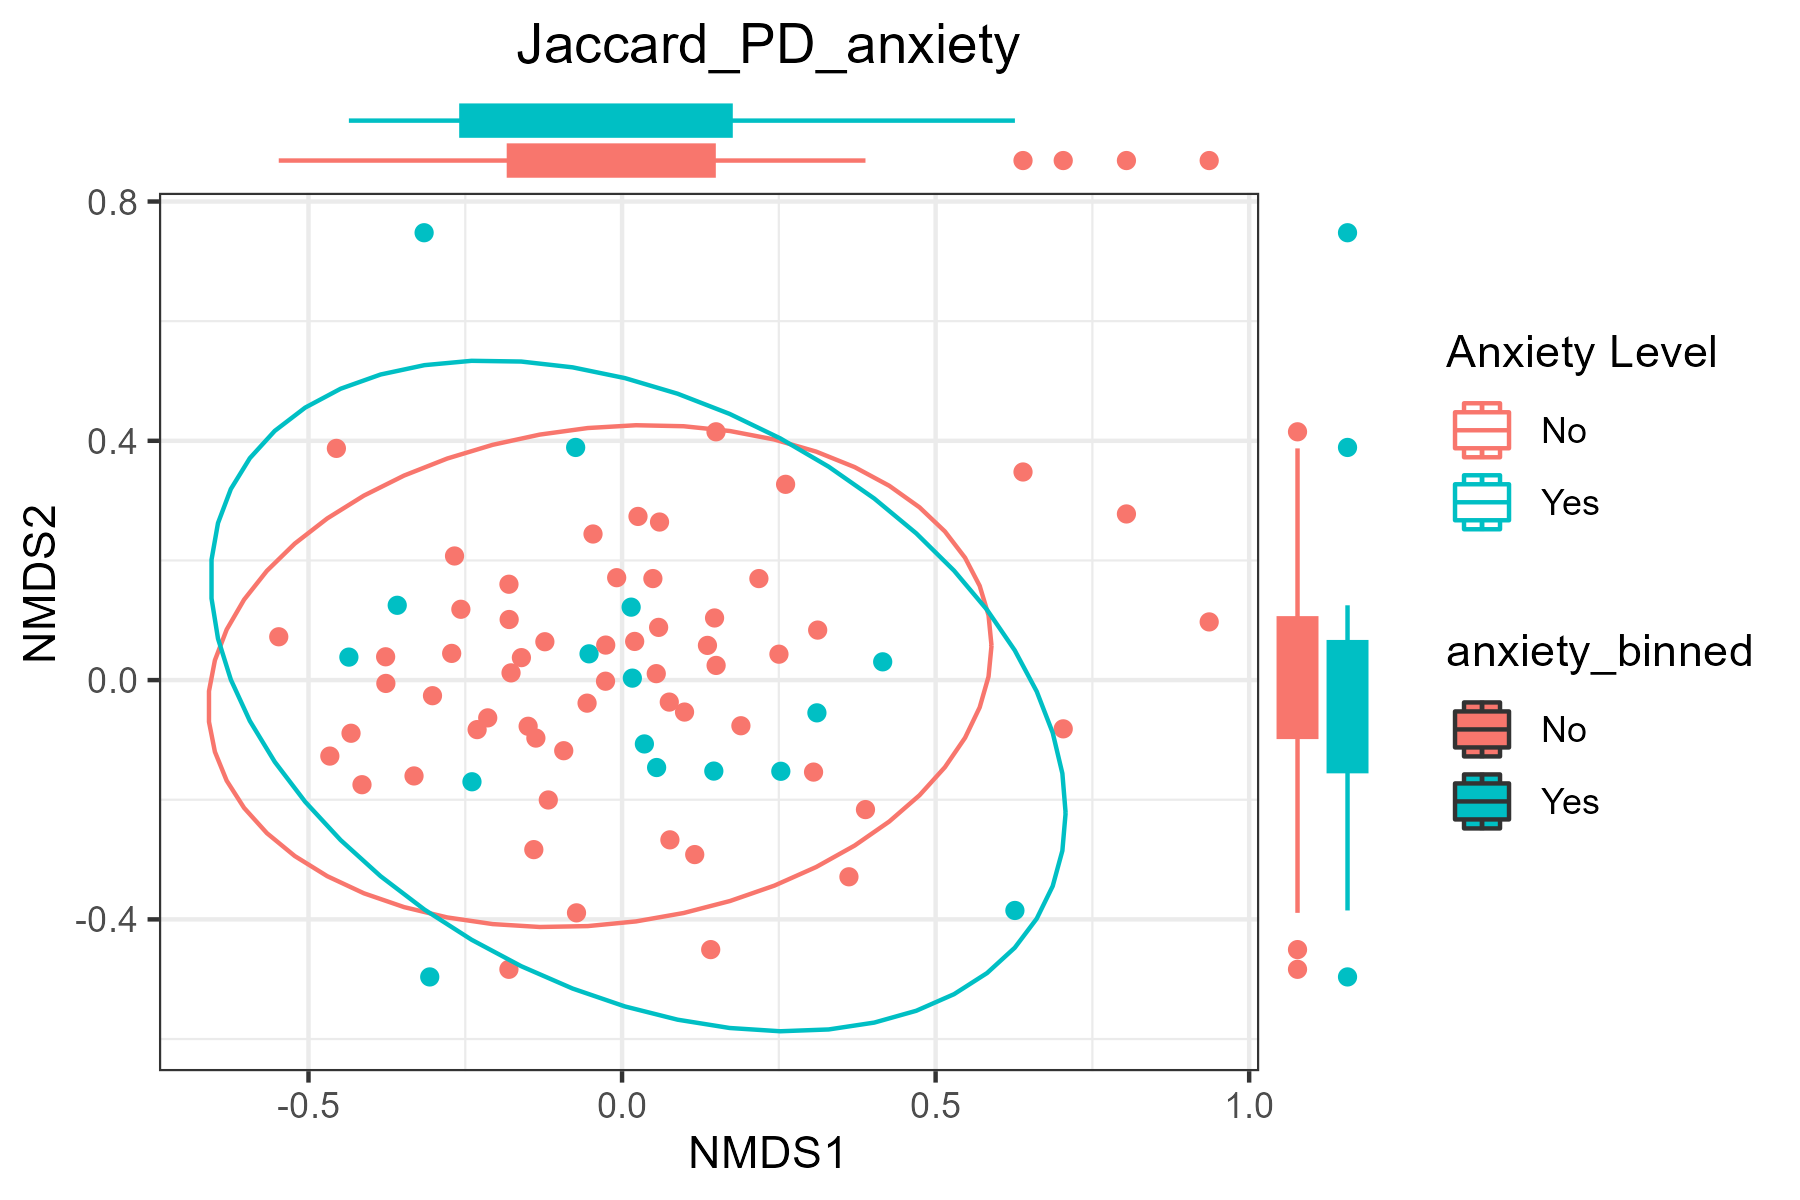 Jaccard_PD_anxiety
0.8
0.4
0.0
-0.4
NMDS2
-0.5
0.0
0.5
1.0
NMDS1
Anxiety Level
No
Yes
anxiety_binned
No
Yes